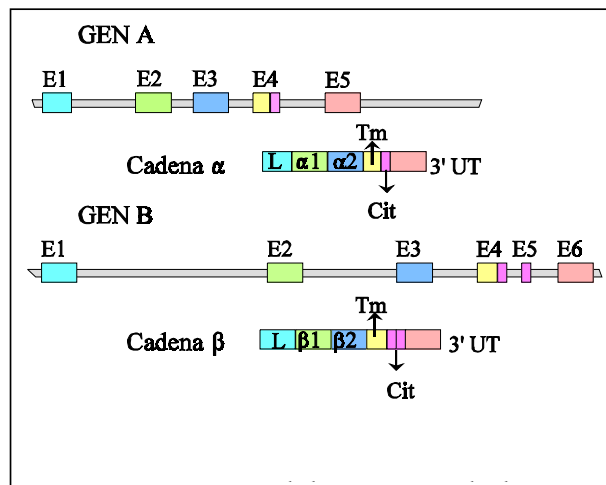 GEN A
E1 E2 E3 E4 E5
Tm
Cadena α L α1 α2 3' UT
Cit
GEN B
E1 E2 E3 E4 E5 E6
Tm
Cadena β L β1 β2 3' UT
Cit